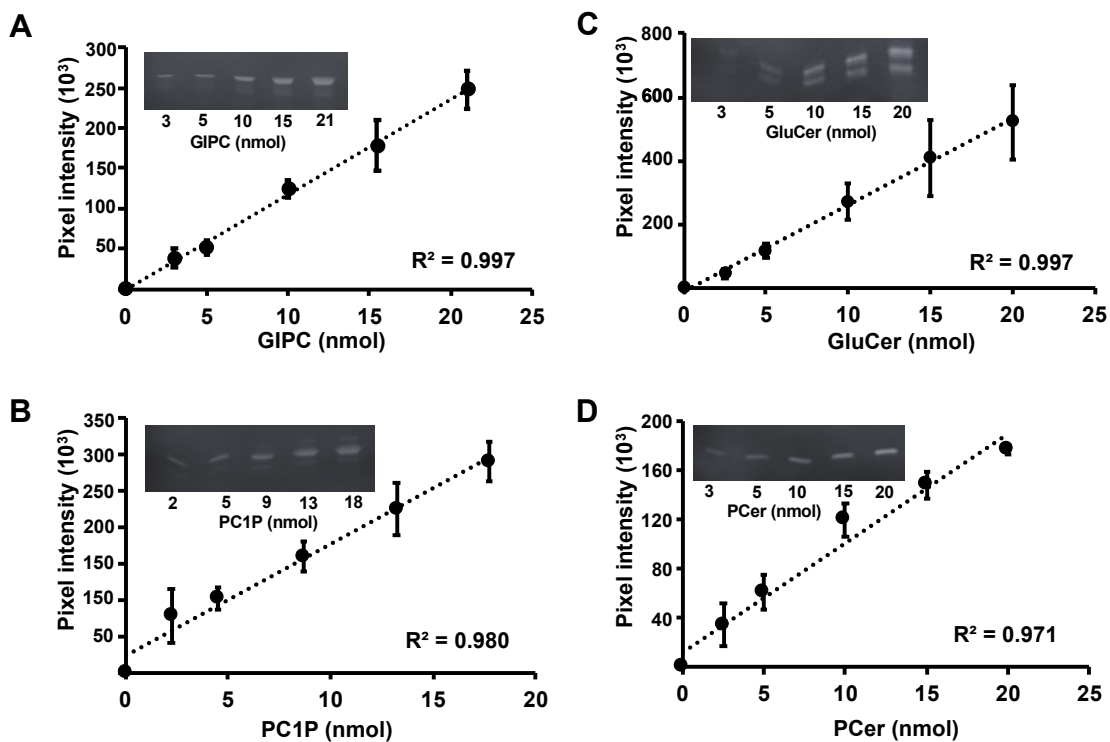 A
Pixel intensity (10³)
300
250
200
150
100
50
3 5 10 15 21
GIPC (nmol)
R² = 0.997
0 5 10 15 20 25
GIPC (nmol)
C
Pixel intensity (10³)
800
600
400
200
3 5 10 15 20
GluCer (nmol)
R² = 0.997
0 5 10 15 20 25
GluCer (nmol)
B
Pixel intensity (10³)
350
300
250
200
150
150
50
2 5 9 13 18
PC1P (nmol)
R² = 0.980
0 5 10 15 20
PC1P (nmol)
D
Pixel intensity (10³)
200
160
120
80
40
3 5 10 15 20
PCer (nmol)
R² = 0.971
0 5 10 15 20 25
PCer (nmol)